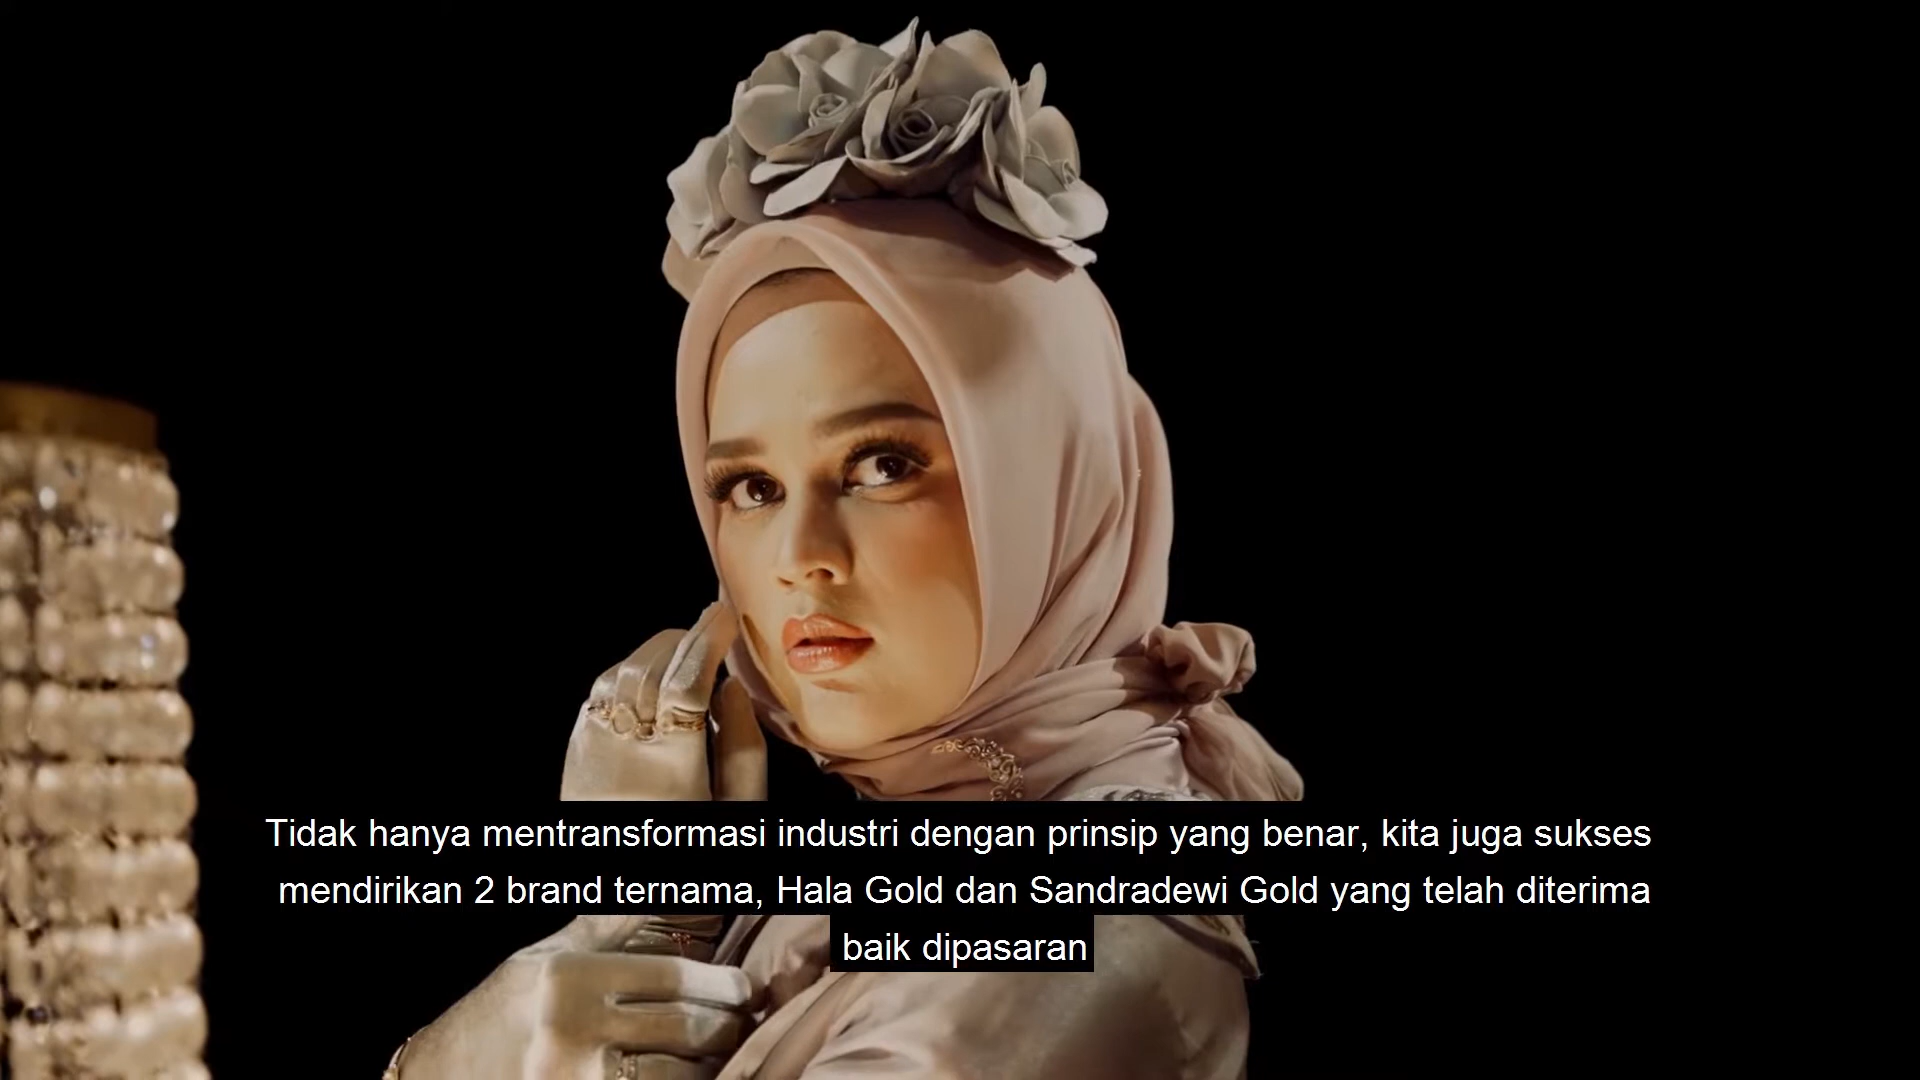 Tidak hanya mentransformasi industri dengan prinsip yang benar, kita juga sukses
mendirikan 2 brand ternama, Hala Gold dan Sandradewi Gold yang telah diterima
baik dipasaran